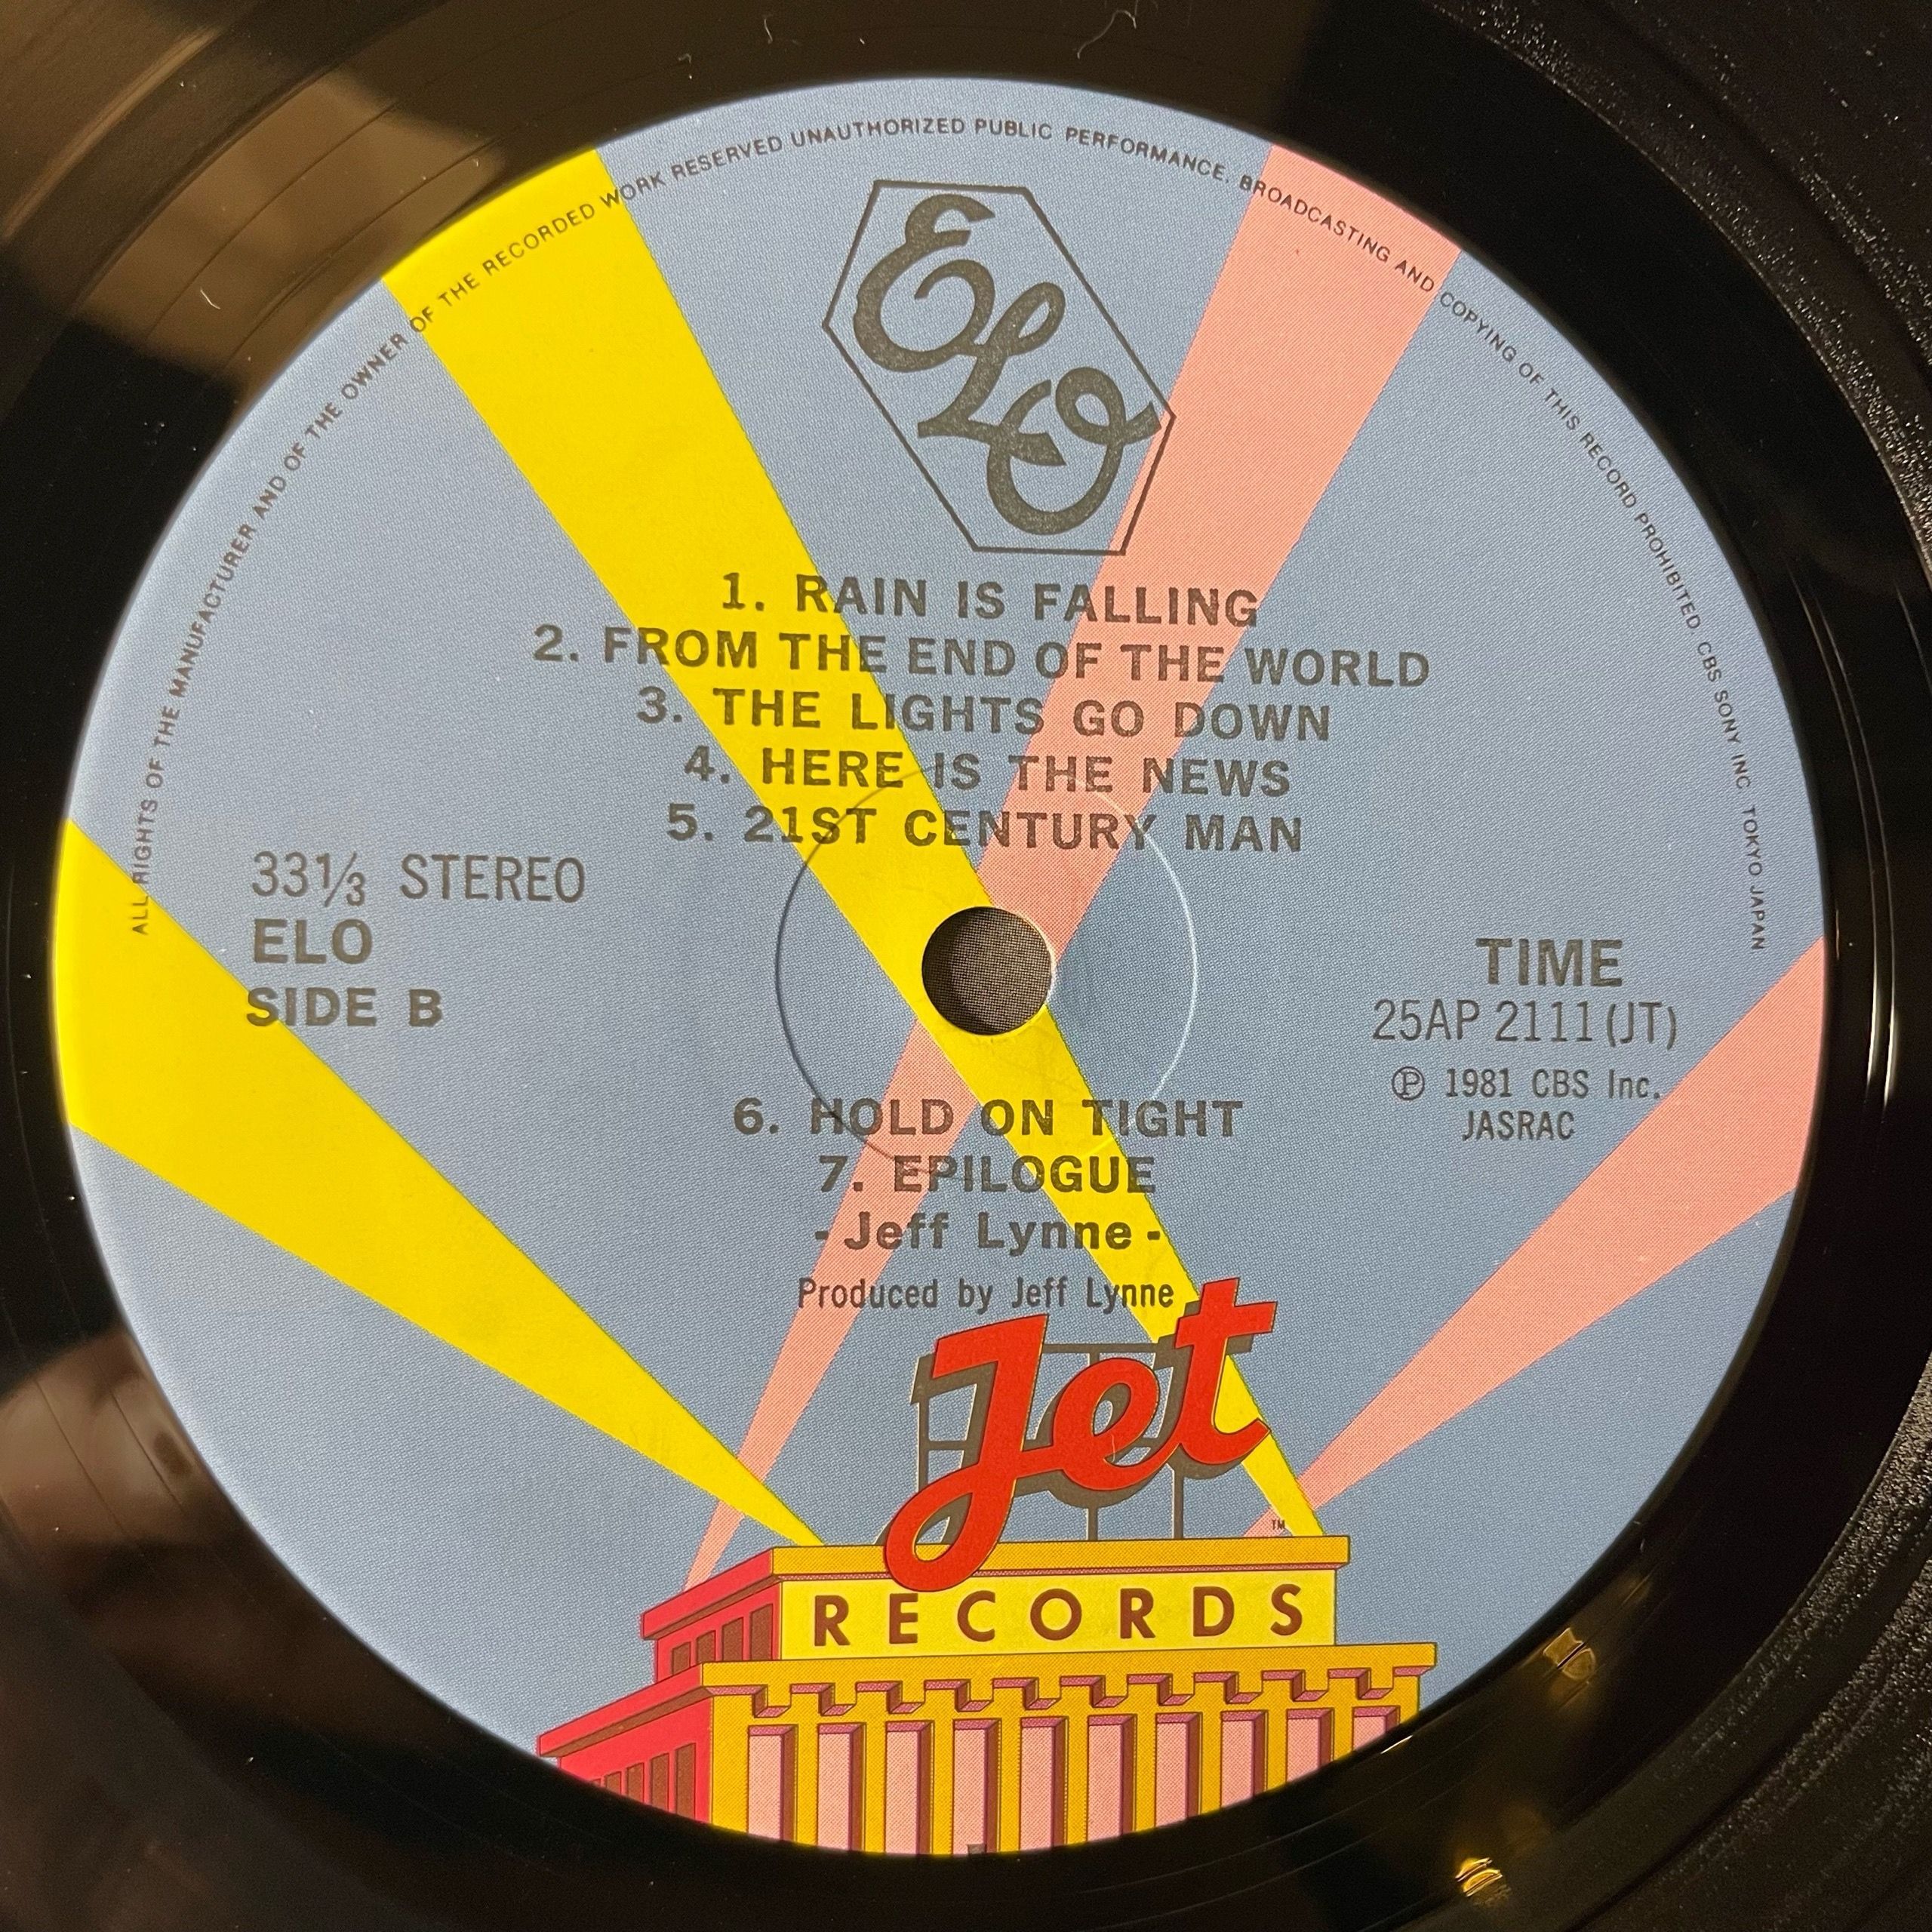 ALL RIGHTS OF THE MANUFACTURER AND OF THE OWNER OF THE RECORDED WORK RESERVED UNAUTHORIZED PUBLIC PERFORMANCE. BROADCASTING AND COPYING OF THIS RECORD PROHIBITED. CBS SONY INC. TOKYO JAPAN
ELO
1. RAIN IS FALLING
2. FROM THE END OF THE WORLD
3. THE LIGHTS GO DOWN
4. HERE IS THE NEWS
5. 21ST CENTURY MAN
33⅓ STEREO
ELO
SIDE B
TIME
25AP 2111(JT)
℗ 1981 CBS Inc.
JASRAC
6. HOLD ON TIGHT
7. EPILOGUE
- Jeff Lynne -
Produced by Jeff Lynne
Jet
TM
RECORDS